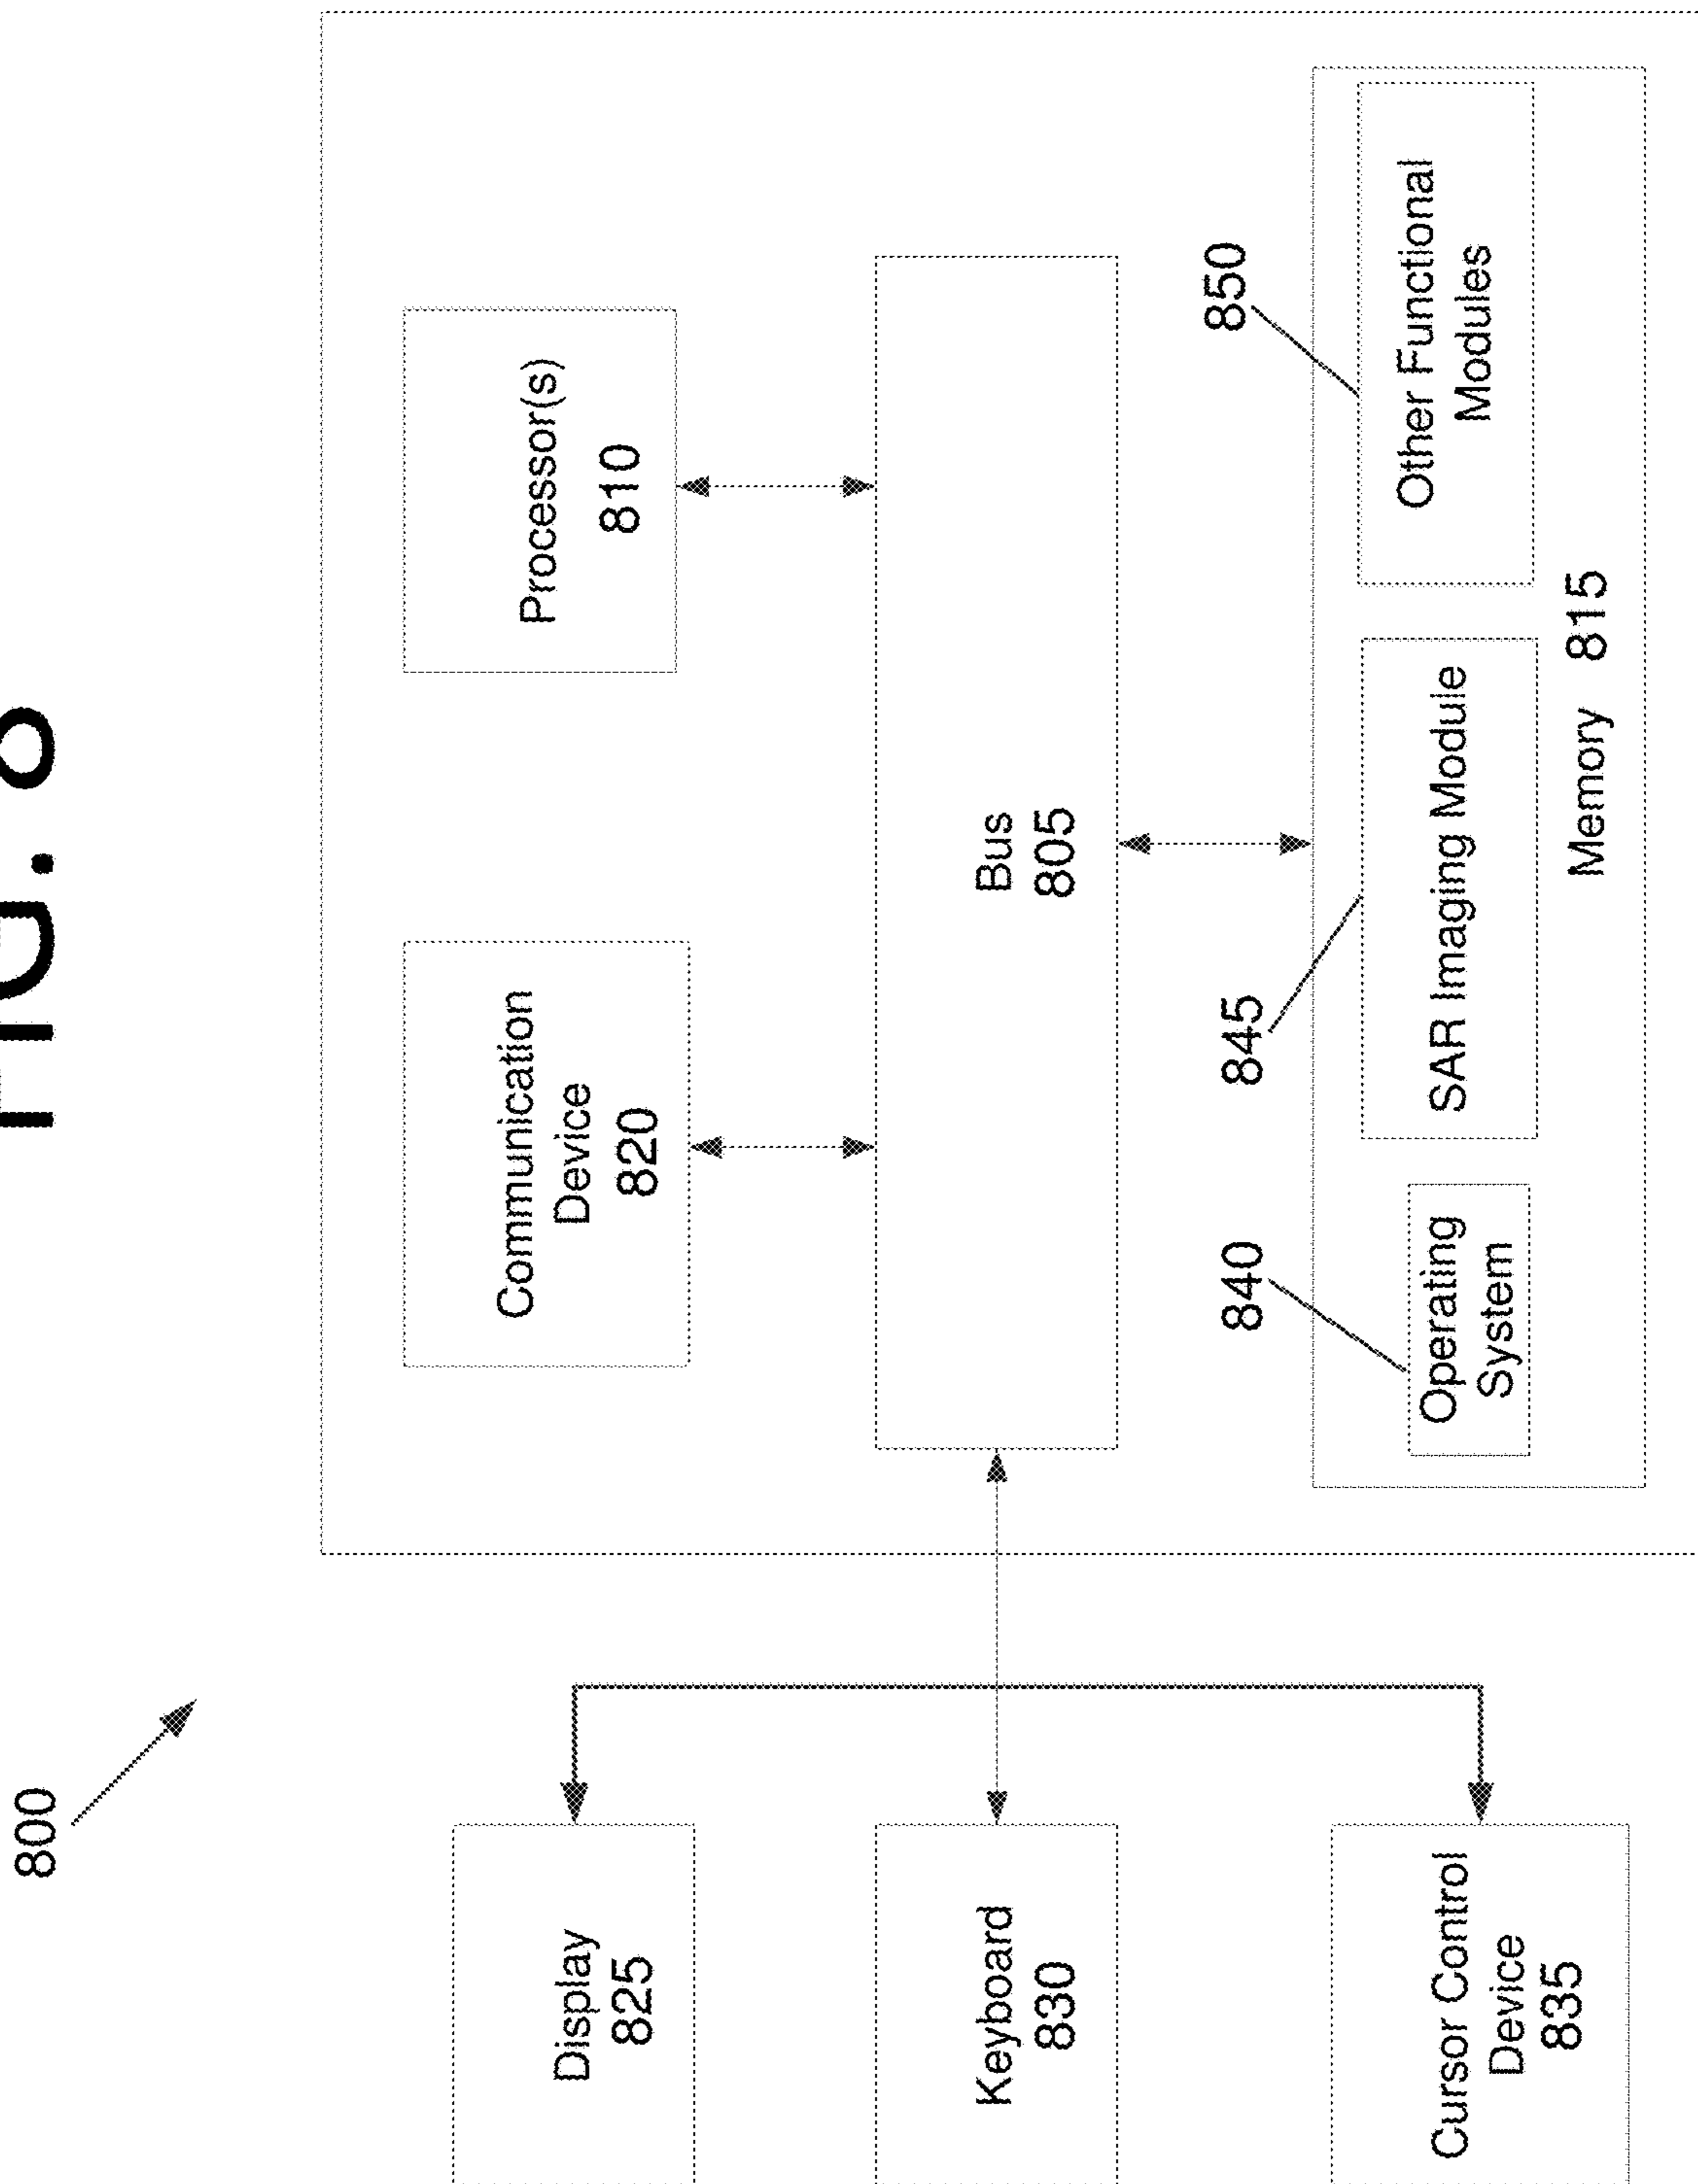 FIG. 8
800
Communication
Device
820
Processor(s)
810
Display
825
Keyboard
830
Bus
805
Cursor Control
Device
835
840
845
850
Operating
System
SAR Imaging Module
Other Functional
Modules
Memory 815